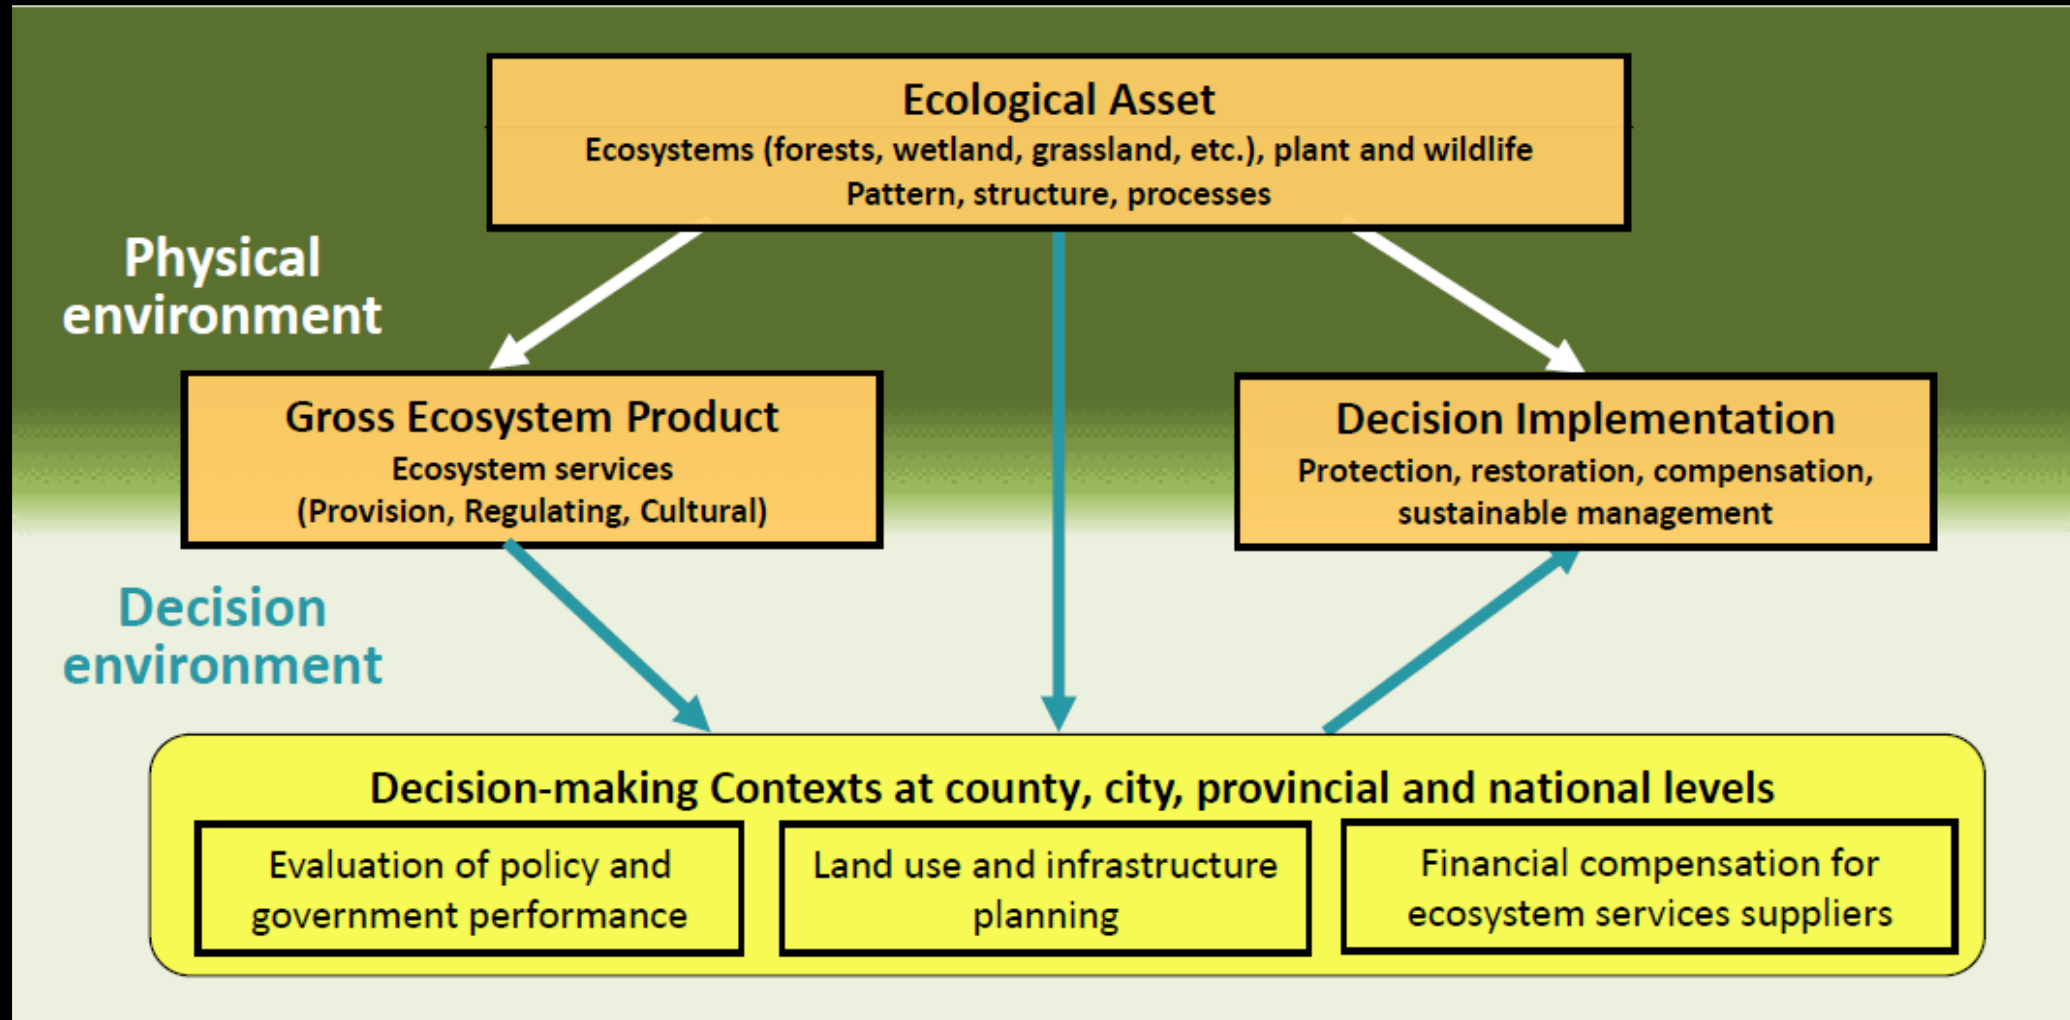 Ecological Asset
Ecosystems (forests, wetland, grassland, etc.), plant and wildlife
Pattern, structure, processes
Physical
environment
Gross Ecosystem Product
Ecosystem services
(Provision, Regulating, Cultural)
Decision Implementation
Protection, restoration, compensation,
sustainable management
Decision
environment
Decision-making Contexts at county, city, provincial and national levels
Evaluation of policy and
government performance
Land use and infrastructure
planning
Financial compensation for
ecosystem services suppliers